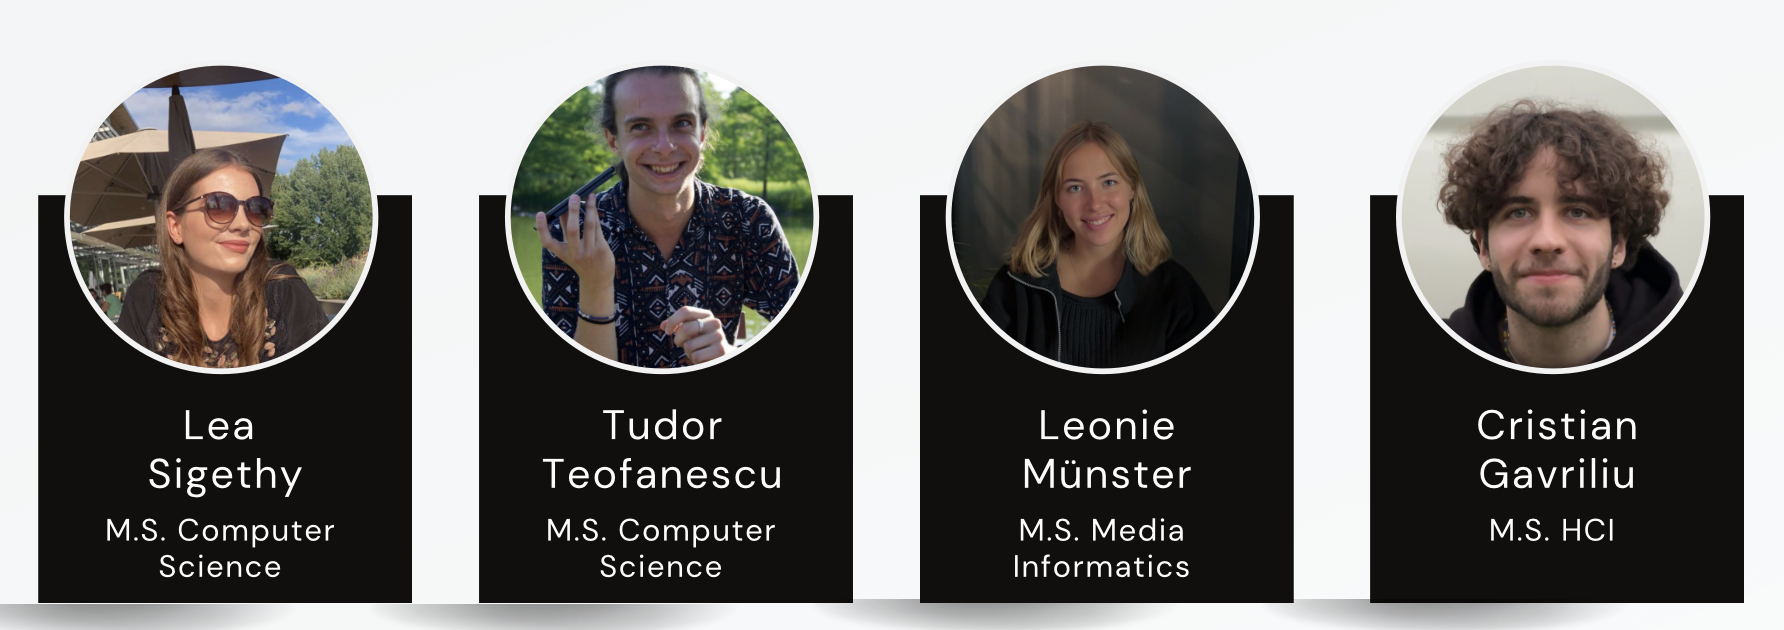 Lea
Sigethy
M.S. Computer
Science
Tudor
Teofanescu
M.S. Computer
Science
Leonie
Münster
M.S. Media
Informatics
Cristian
Gavriliu
M.S. HCI